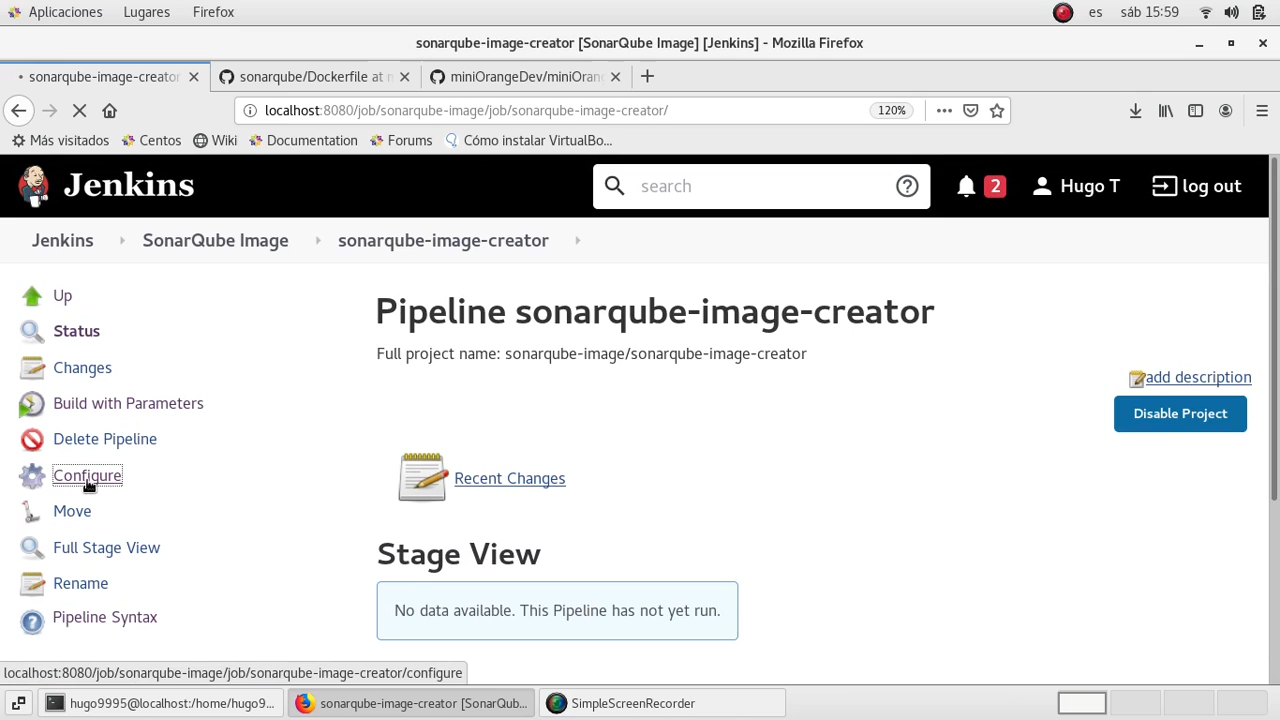 Aplicaciones Lugares Firefox es sáb 15:59
sonarqube-image-creator [SonarQube Image] [Jenkins] - Mozilla Firefox
sonarqube-image-creator sonarqube/Dockerfile at miniOrangeDev/miniOran
localhost:8080/job/sonarqube-image/job/sonarqube-image-creator/ 120%
Más visitados Centos Wiki Documentation Forums Cómo instalar VirtualBo...
Jenkins search 2 Hugo T log out
Jenkins SonarQube Image sonarqube-image-creator
Up
Status
Changes
Build with Parameters
Delete Pipeline
Configure
Move
Full Stage View
Rename
Pipeline Syntax
Pipeline sonarqube-image-creator
Full project name: sonarqube-image/sonarqube-image-creator
add description
Disable Project
Recent Changes
Stage View
No data available. This Pipeline has not yet run.
localhost:8080/job/sonarqube-image/job/sonarqube-image-creator/configure
hugo9995@localhost:/home/hugo9... sonarqube-image-creator [SonarQub... SimpleScreenRecorder